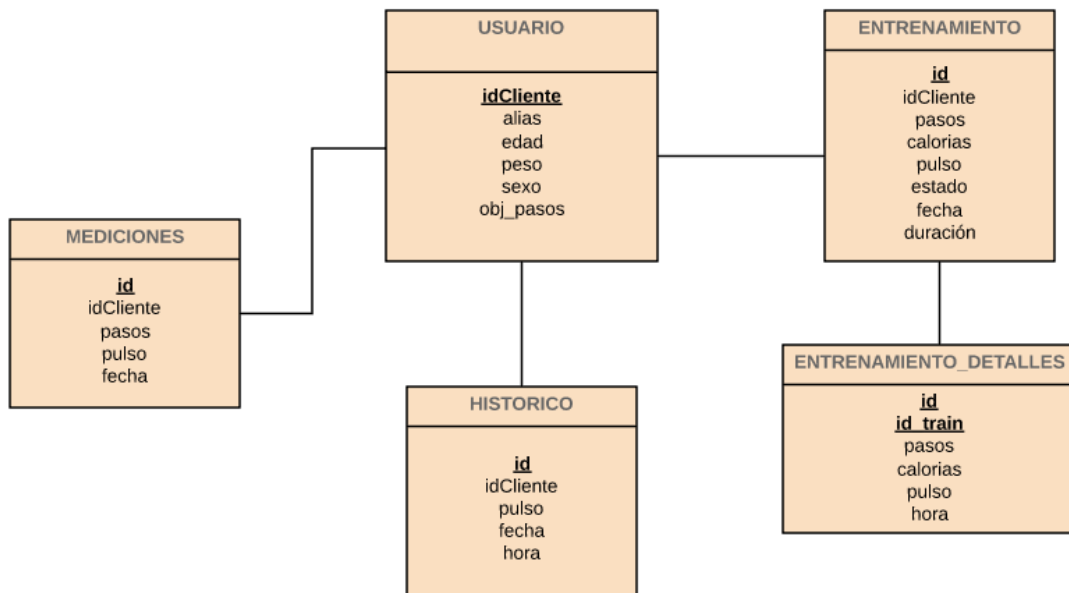 USUARIO
idCliente
alias
edad
peso
sexo
obj_pasos
ENTRENAMIENTO
id
idCliente
pasos
calorias
pulso
estado
fecha
duración
MEDICIONES
id
idCliente
pasos
pulso
fecha
HISTORICO
id
idCliente
pulso
fecha
hora
ENTRENAMIENTO_DETALLES
id
id_train
pasos
calorias
pulso
hora